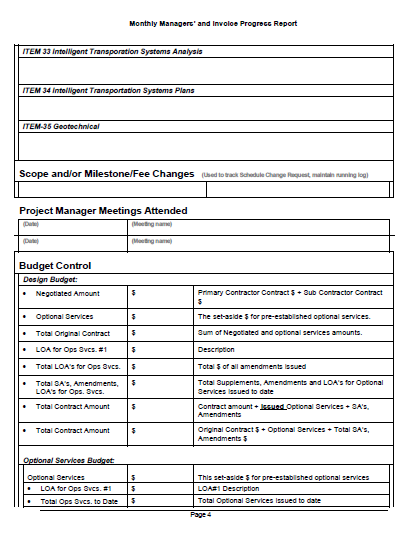 Monthly Managers' and Invoice Progress Report
ITEM 33 Intelligent Transporation Systems Analysis
ITEM 34 Intelligent Transportation Systems Plans
ITEM-35 Geotechnical
Scope and/or Milestone/Fee Changes (Used to track Schedule Change Request, maintain running log)
Project Manager Meetings Attended
(Date) (Meeting name)
(Date) (Meeting name)
Budget Control
Design Budget:
• Negotiated Amount $ Primary Contractor Contract $ + Sub Contractor Contract
$
• Optional Services $ The set-aside $ for pre-established optional services.
• Total Original Contract $ Sum of Negotiated and optional services amounts.
• LOA for Ops Svcs. #1 $ Description
• Total LOA's for Ops Svcs. $ Total $ of all amendments issued
• Total SA's, Amendments, $ Total Supplements, Amendments and LOA's for Optional
LOA's for Ops. Svcs. Services issued to date
• Total Contract Amount $ Contract amount + issued Optional Services + SA's,
Amendments
• Total Contract Amount $ Original Contract $ + Optional Services + Total SA's,
Amendments $
Optional Services Budget:
Optional Services $ This set-aside $ for pre-established optional services
• LOA for Ops Svcs. #1 $ LOA#1 Description
• Total Ops Svcs. to Date $ Total Optional Services issued to date
Page 4